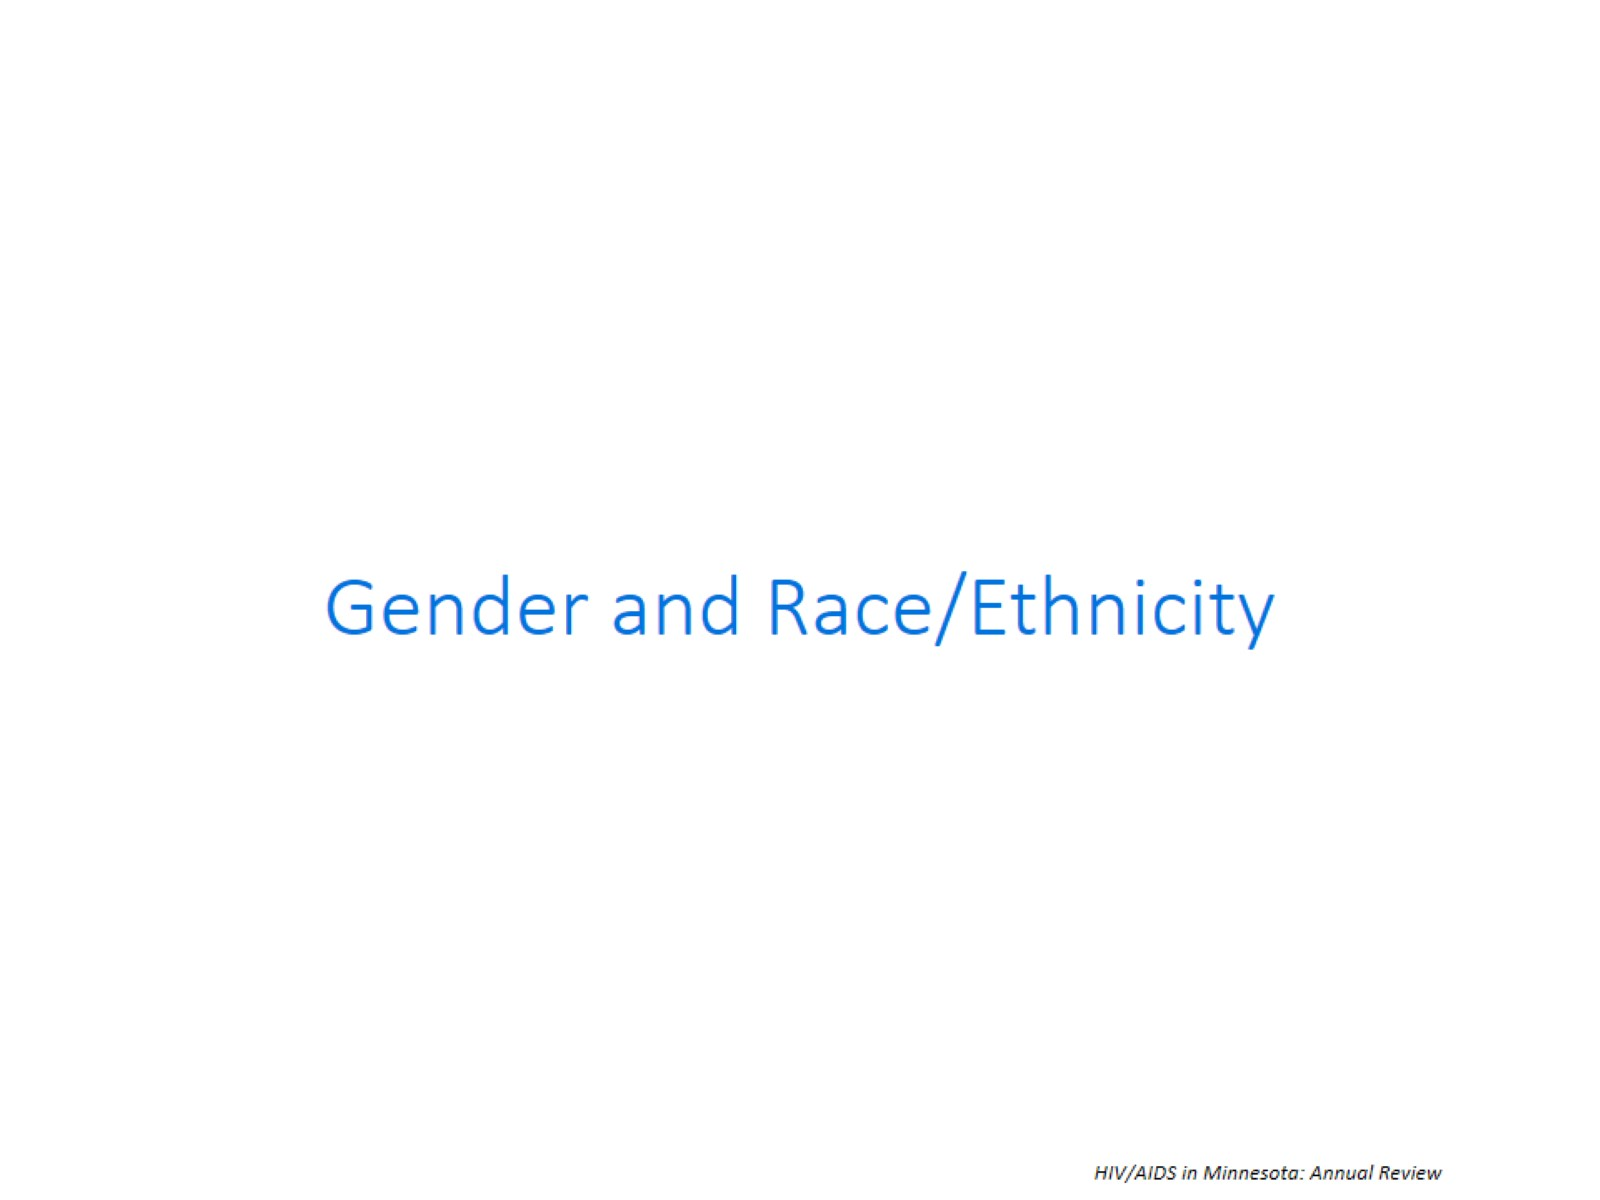 Gender and Race/Ethnicity
HIV/AIDS in Minnesota: Annual Review